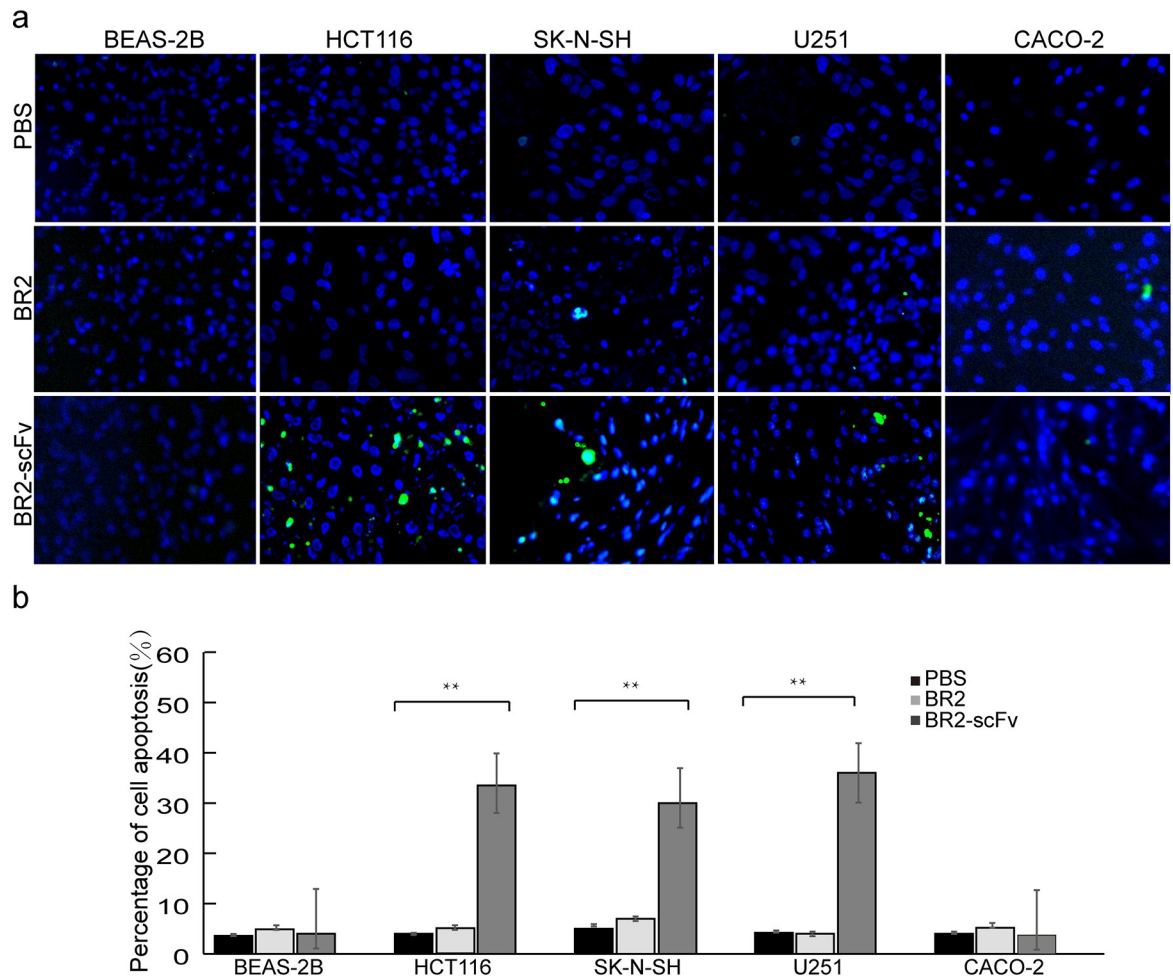 a
BEAS-2B HCT116 SK-N-SH U251 CACO-2
PBS
BR2
BR2-scFv
b
Percentage of cell apoptosis(%)
60
50
40
30
20
10
0
** ** **
PBS
BR2
BR2-scFv
BEAS-2B HCT116 SK-N-SH U251 CACO-2